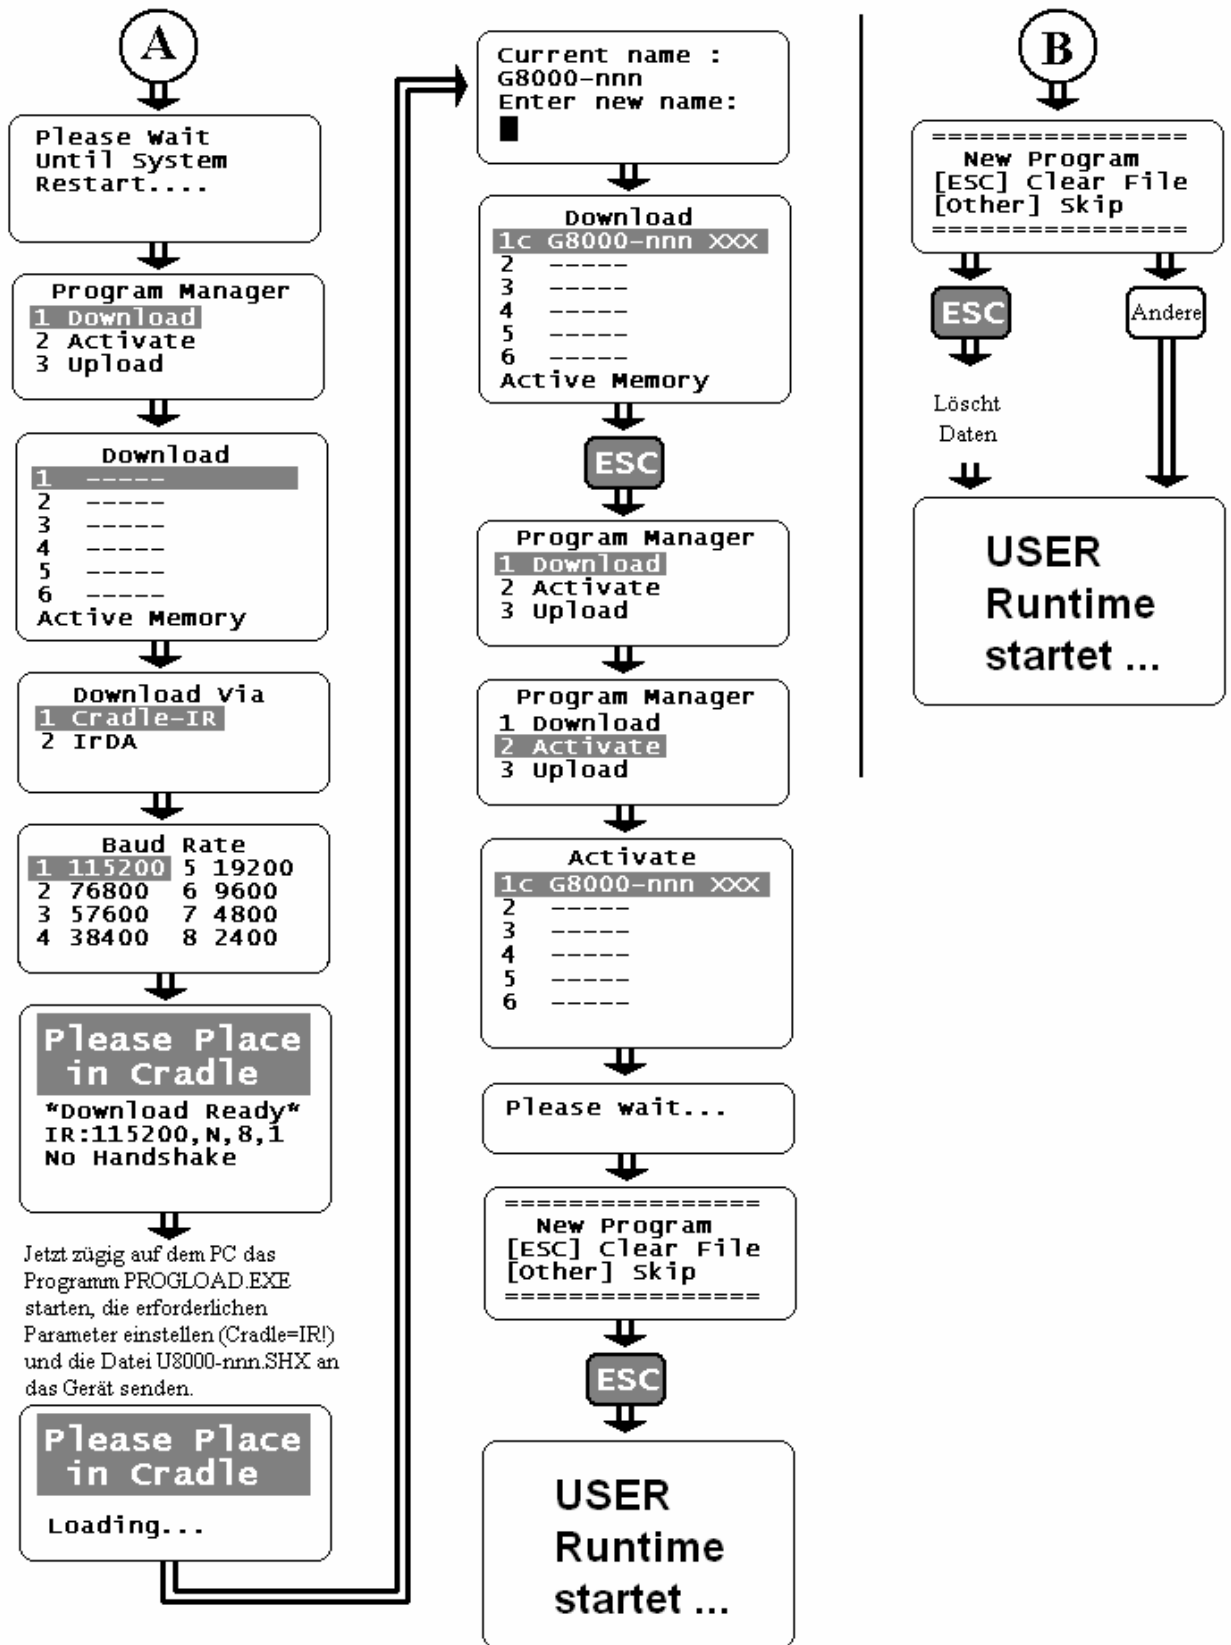 A
Please Wait
Until System
Restart....
Program Manager
1 Download
2 Activate
3 Upload
Download
1 -----
2 -----
3 -----
4 -----
5 -----
6 -----
Active Memory
Download Via
1 Cradle-IR
2 IrDA
Baud Rate
1 115200 5 19200
2 76800 6 9600
3 57600 7 4800
4 38400 8 2400
Please Place
in Cradle
"Download Ready"
IR:115200,N,8,1
No Handshake
Jetzt zügig auf dem PC das
Programm PROGLOAD.EXE
starten, die erforderlichen
Parameter einstellen (Cradle=IR!)
und die Datei U8000-nnn.SHX an
das Gerät senden.
Please Place
in Cradle
Loading...
Current name :
G8000-nnn
Enter new name:
Download
1c G8000-nnn XXX
2 -----
3 -----
4 -----
5 -----
6 -----
Active Memory
ESC
Program Manager
1 Download
2 Activate
3 Upload
Program Manager
1 Download
2 Activate
3 Upload
Activate
1c G8000-nnn XXX
2 -----
3 -----
4 -----
5 -----
6 -----
Please wait...
================
New Program
[ESC] Clear File
[Other] Skip
================
ESC
USER
Runtime
startet ...
B
================
New Program
[ESC] Clear File
[Other] Skip
================
ESC
Andere
Löscht
Daten
USER
Runtime
startet ...